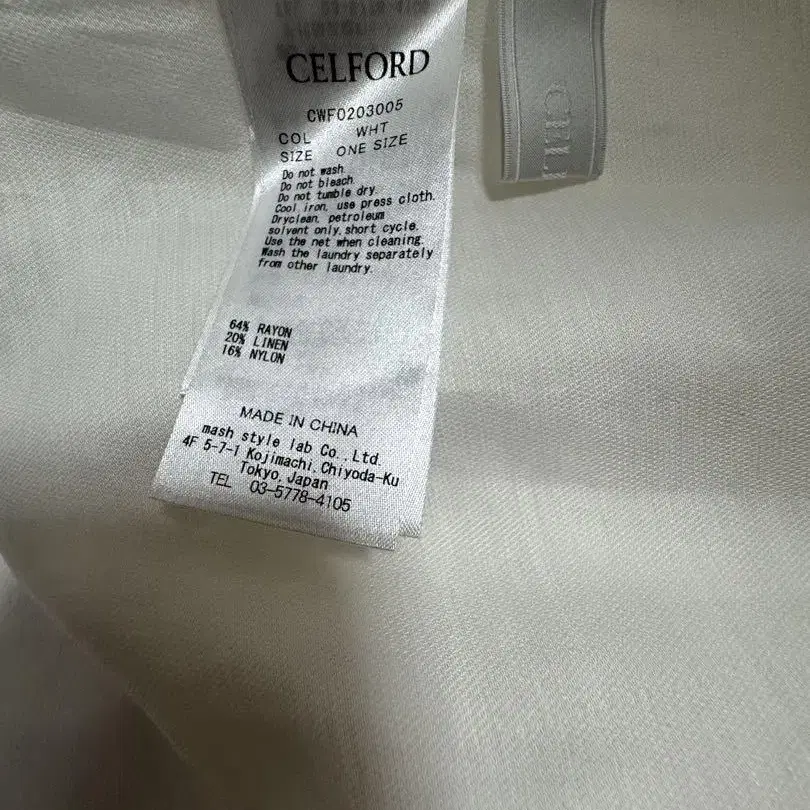 CELFORD
CWF0203005
COL WHT
SIZE ONE SIZE
Do not wash.
Do not bleach.
Do not tumble dry.
Cool iron, use press cloth.
Dryclean, petroleum
solvent only, short cycle.
Use the net when cleaning.
Wash the laundry separately
from other laundry.
64% RAYON
20% LINEN
16% NYLON
MADE IN CHINA
mash style lab Co.,Ltd.
4F 5-7-1 Kojimachi,Chiyoda-Ku
Tokyo,Japan
TEL 03-5778-4105